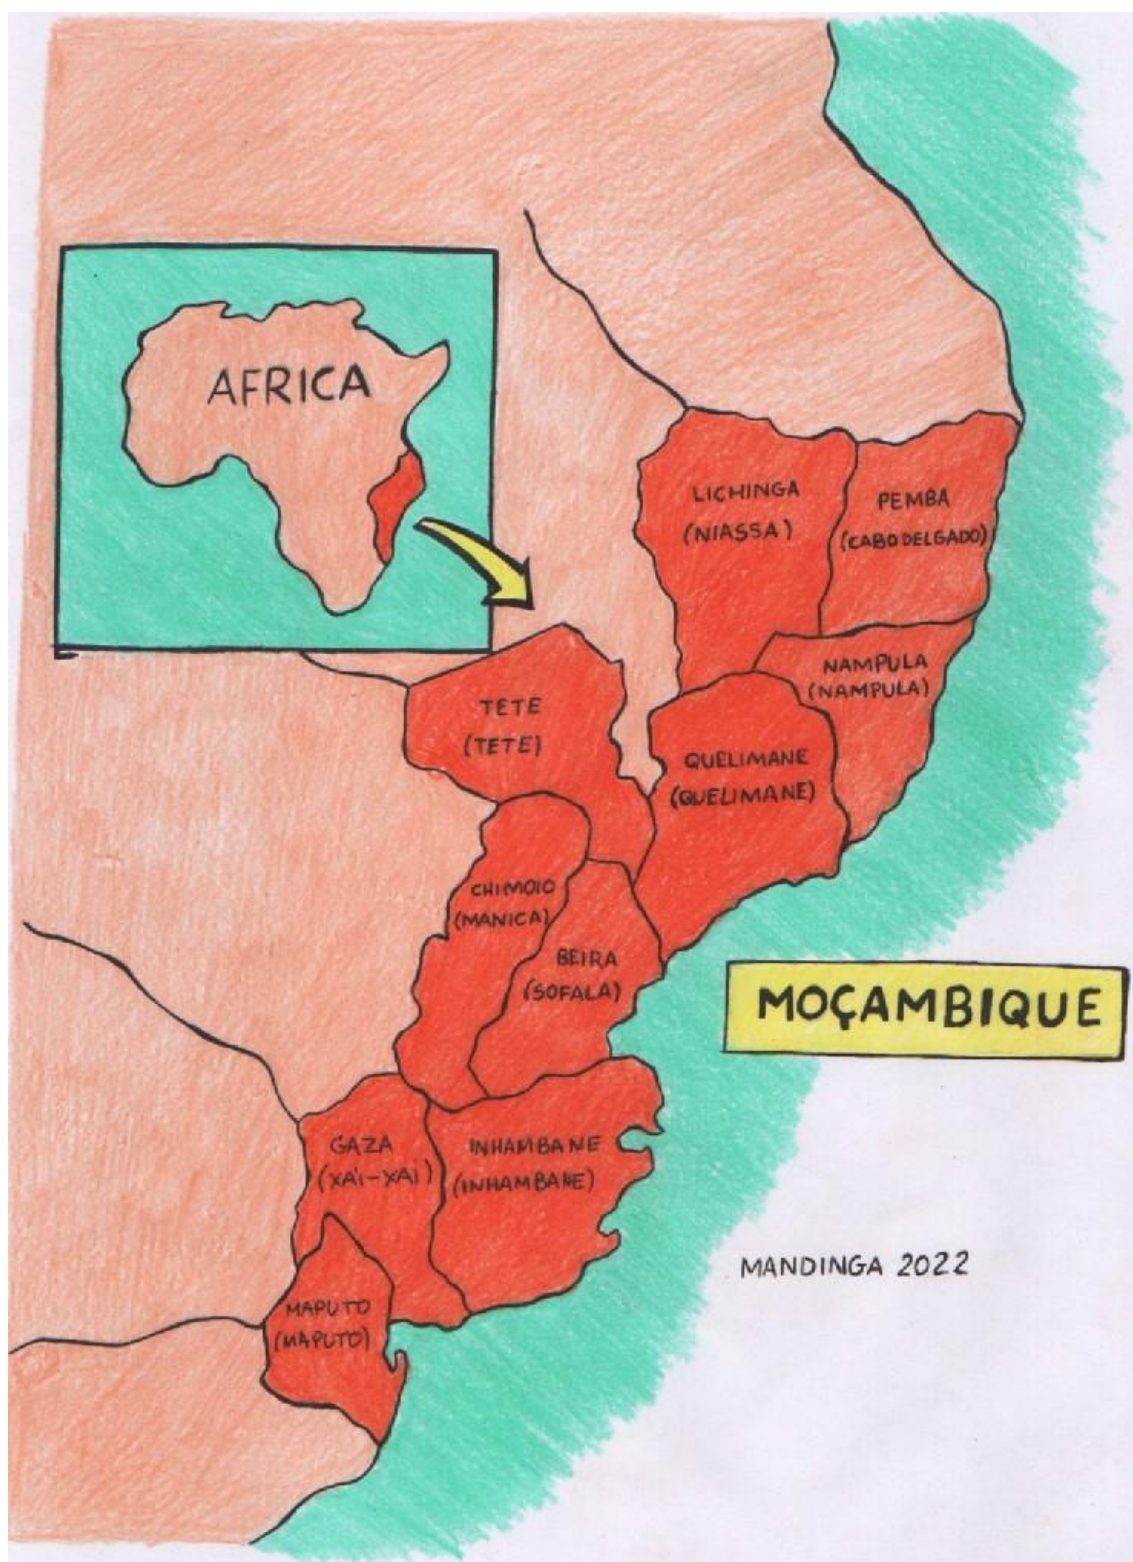 AFRICA
LICHINGA
(NIASSA)
PEMBA
(CABO DELGADO)
NAMPULA
(NAMPULA)
TETE
(TETE)
QUELIMANE
(QUELIMANE)
CHIMOIO
(MANICA)
BEIRA
(SOFALA)
MOÇAMBIQUE
GAZA
(XAI-XAI)
INHAMBANE
(INHAMBANE)
MANDINGA 2022
MAPUTO
(MAPUTO)